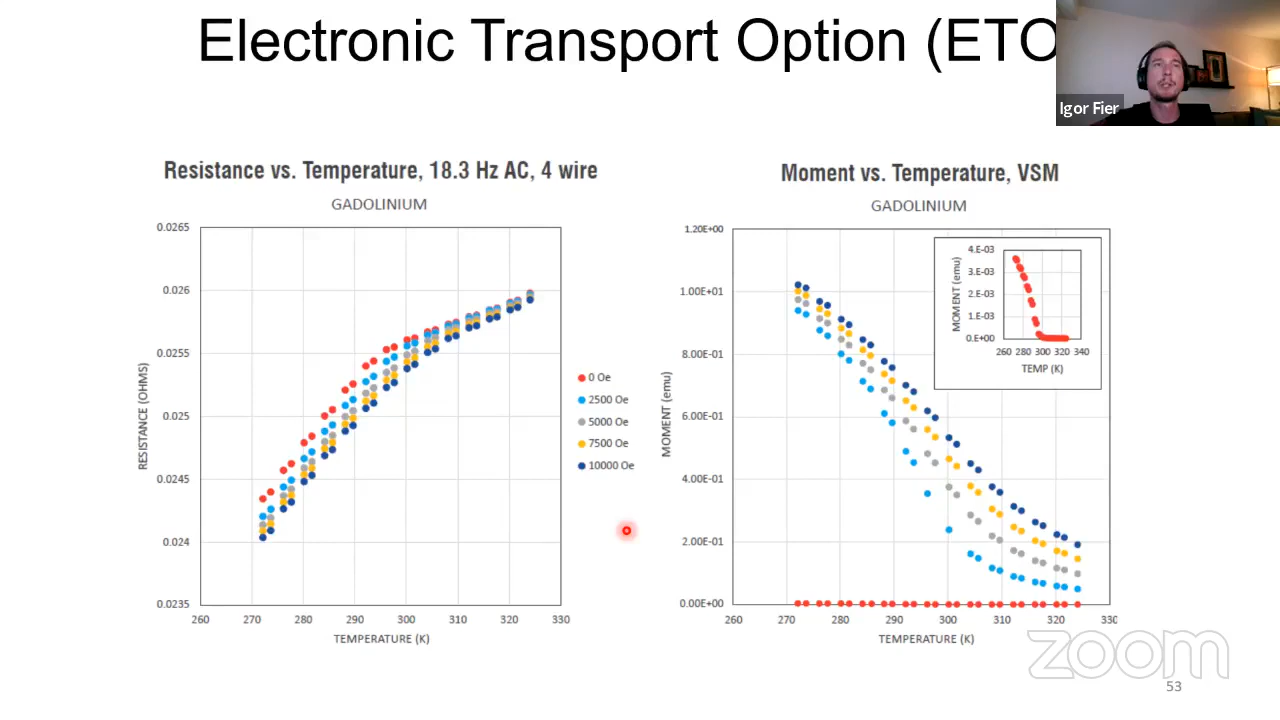 Electronic Transport Option (ETO
Igor Fier
Resistance vs. Temperature, 18.3 Hz AC, 4 wire
GADOLINIUM
0.0265
0.026
0.0255
0.025
0.0245
0.024
0.0235
RESISTANCE (OHMS)
260 270 280 290 300 310 320 330
TEMPERATURE (K)
0 Oe
2500 Oe
5000 Oe
7500 Oe
10000 Oe
Moment vs. Temperature, VSM
GADOLINIUM
1.20E+00
1.00E+01
8.00E-01
6.00E-01
4.00E-01
2.00E-01
0.00E+00
MOMENT (emu)
260 270 280 290 300 310 320 330
TEMPERATURE (K)
4.E-03
3.E-03
2.E-03
1.E-03
0.E+00
MOMENT (emu)
260 280 300 320 340
TEMP (K)
zoom
53